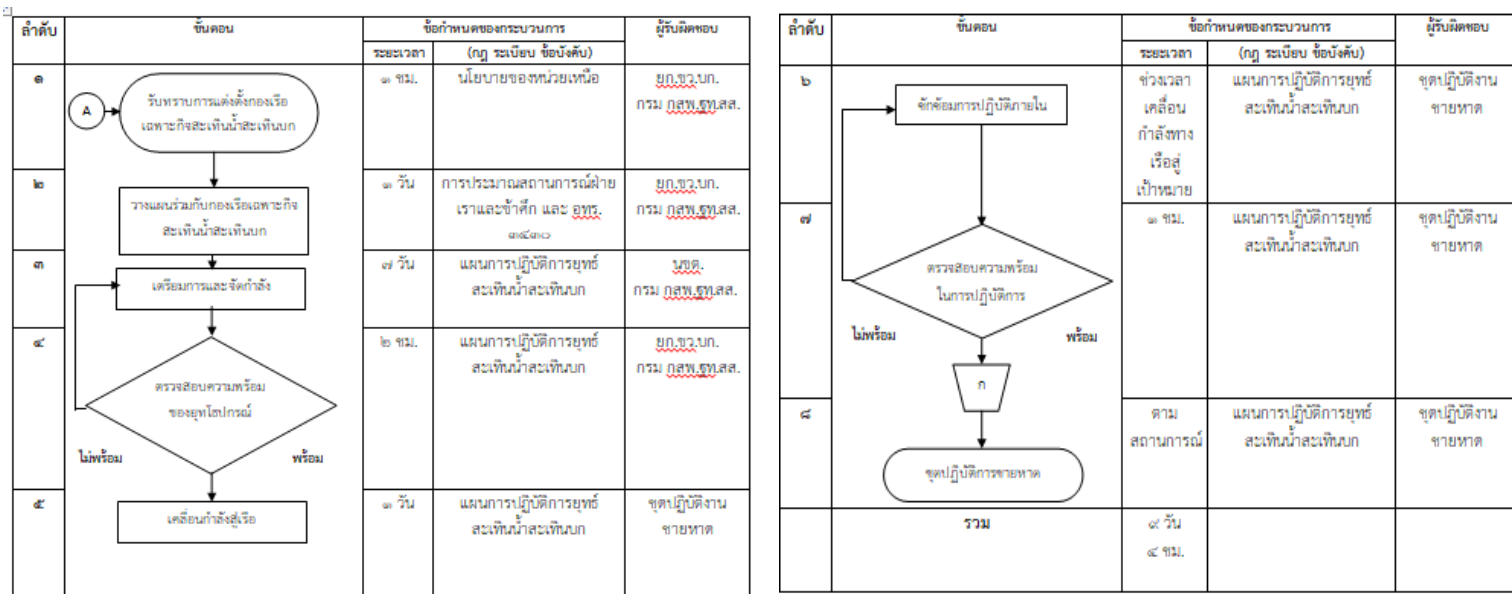 ลำดับ
ขั้นตอน
ข้อกำหนดของกระบวนการ
ผู้รับผิดชอบ
ระยะเวลา
(กฎ ระเบียบ ข้อบังคับ)
๑
A
รับทราบการแต่งตั้งกองเรือ
เฉพาะกิจสะเทินน้ำสะเทินบก
๑ ชม.
นโยบายของหน่วยเหนือ
ยก.ขว.บก.
กรม กสพ.ฐท.สส.
๒
วางแผนร่วมกับกองเรือเฉพาะกิจ
สะเทินน้ำสะเทินบก
๑ วัน
การประมาณสถานการณ์ฝ่าย
เราและข้าศึก และ อทร.
ยก.ขว.บก.
กรม กสพ.ฐท.สส.
๓
เตรียมการและจัดกำลัง
๗ วัน
แผนการปฏิบัติการยุทธ์
สะเทินน้ำสะเทินบก
นขต.
กรม กสพ.ฐท.สส.
๔
ตรวจสอบความพร้อม
ของยุทโธปกรณ์
ไม่พร้อม
พร้อม
๒ ชม.
แผนการปฏิบัติการยุทธ์
สะเทินน้ำสะเทินบก
ยก.ขว.บก.
กรม กสพ.ฐท.สส.
๕
เคลื่อนกำลังสู่เรือ
๑ วัน
แผนการปฏิบัติการยุทธ์
สะเทินน้ำสะเทินบก
ชุดปฏิบัติงาน
ชายหาด
ลำดับ
ขั้นตอน
ข้อกำหนดของกระบวนการ
ผู้รับผิดชอบ
ระยะเวลา
(กฎ ระเบียบ ข้อบังคับ)
๖
ซักซ้อมการปฏิบัติภายใน
ช่วงเวลา
เคลื่อน
กำลังทาง
เรือสู่
เป้าหมาย
แผนการปฏิบัติการยุทธ์
สะเทินน้ำสะเทินบก
ชุดปฏิบัติงาน
ชายหาด
๗
ตรวจสอบความพร้อม
ในการปฏิบัติการ
ไม่พร้อม
พร้อม
ก
๑ ชม.
แผนการปฏิบัติการยุทธ์
สะเทินน้ำสะเทินบก
ชุดปฏิบัติงาน
ชายหาด
๘
ชุดปฏิบัติการชายหาด
ตาม
สถานการณ์
แผนการปฏิบัติการยุทธ์
สะเทินน้ำสะเทินบก
ชุดปฏิบัติงาน
ชายหาด
รวม
๙ วัน
๔ ชม.